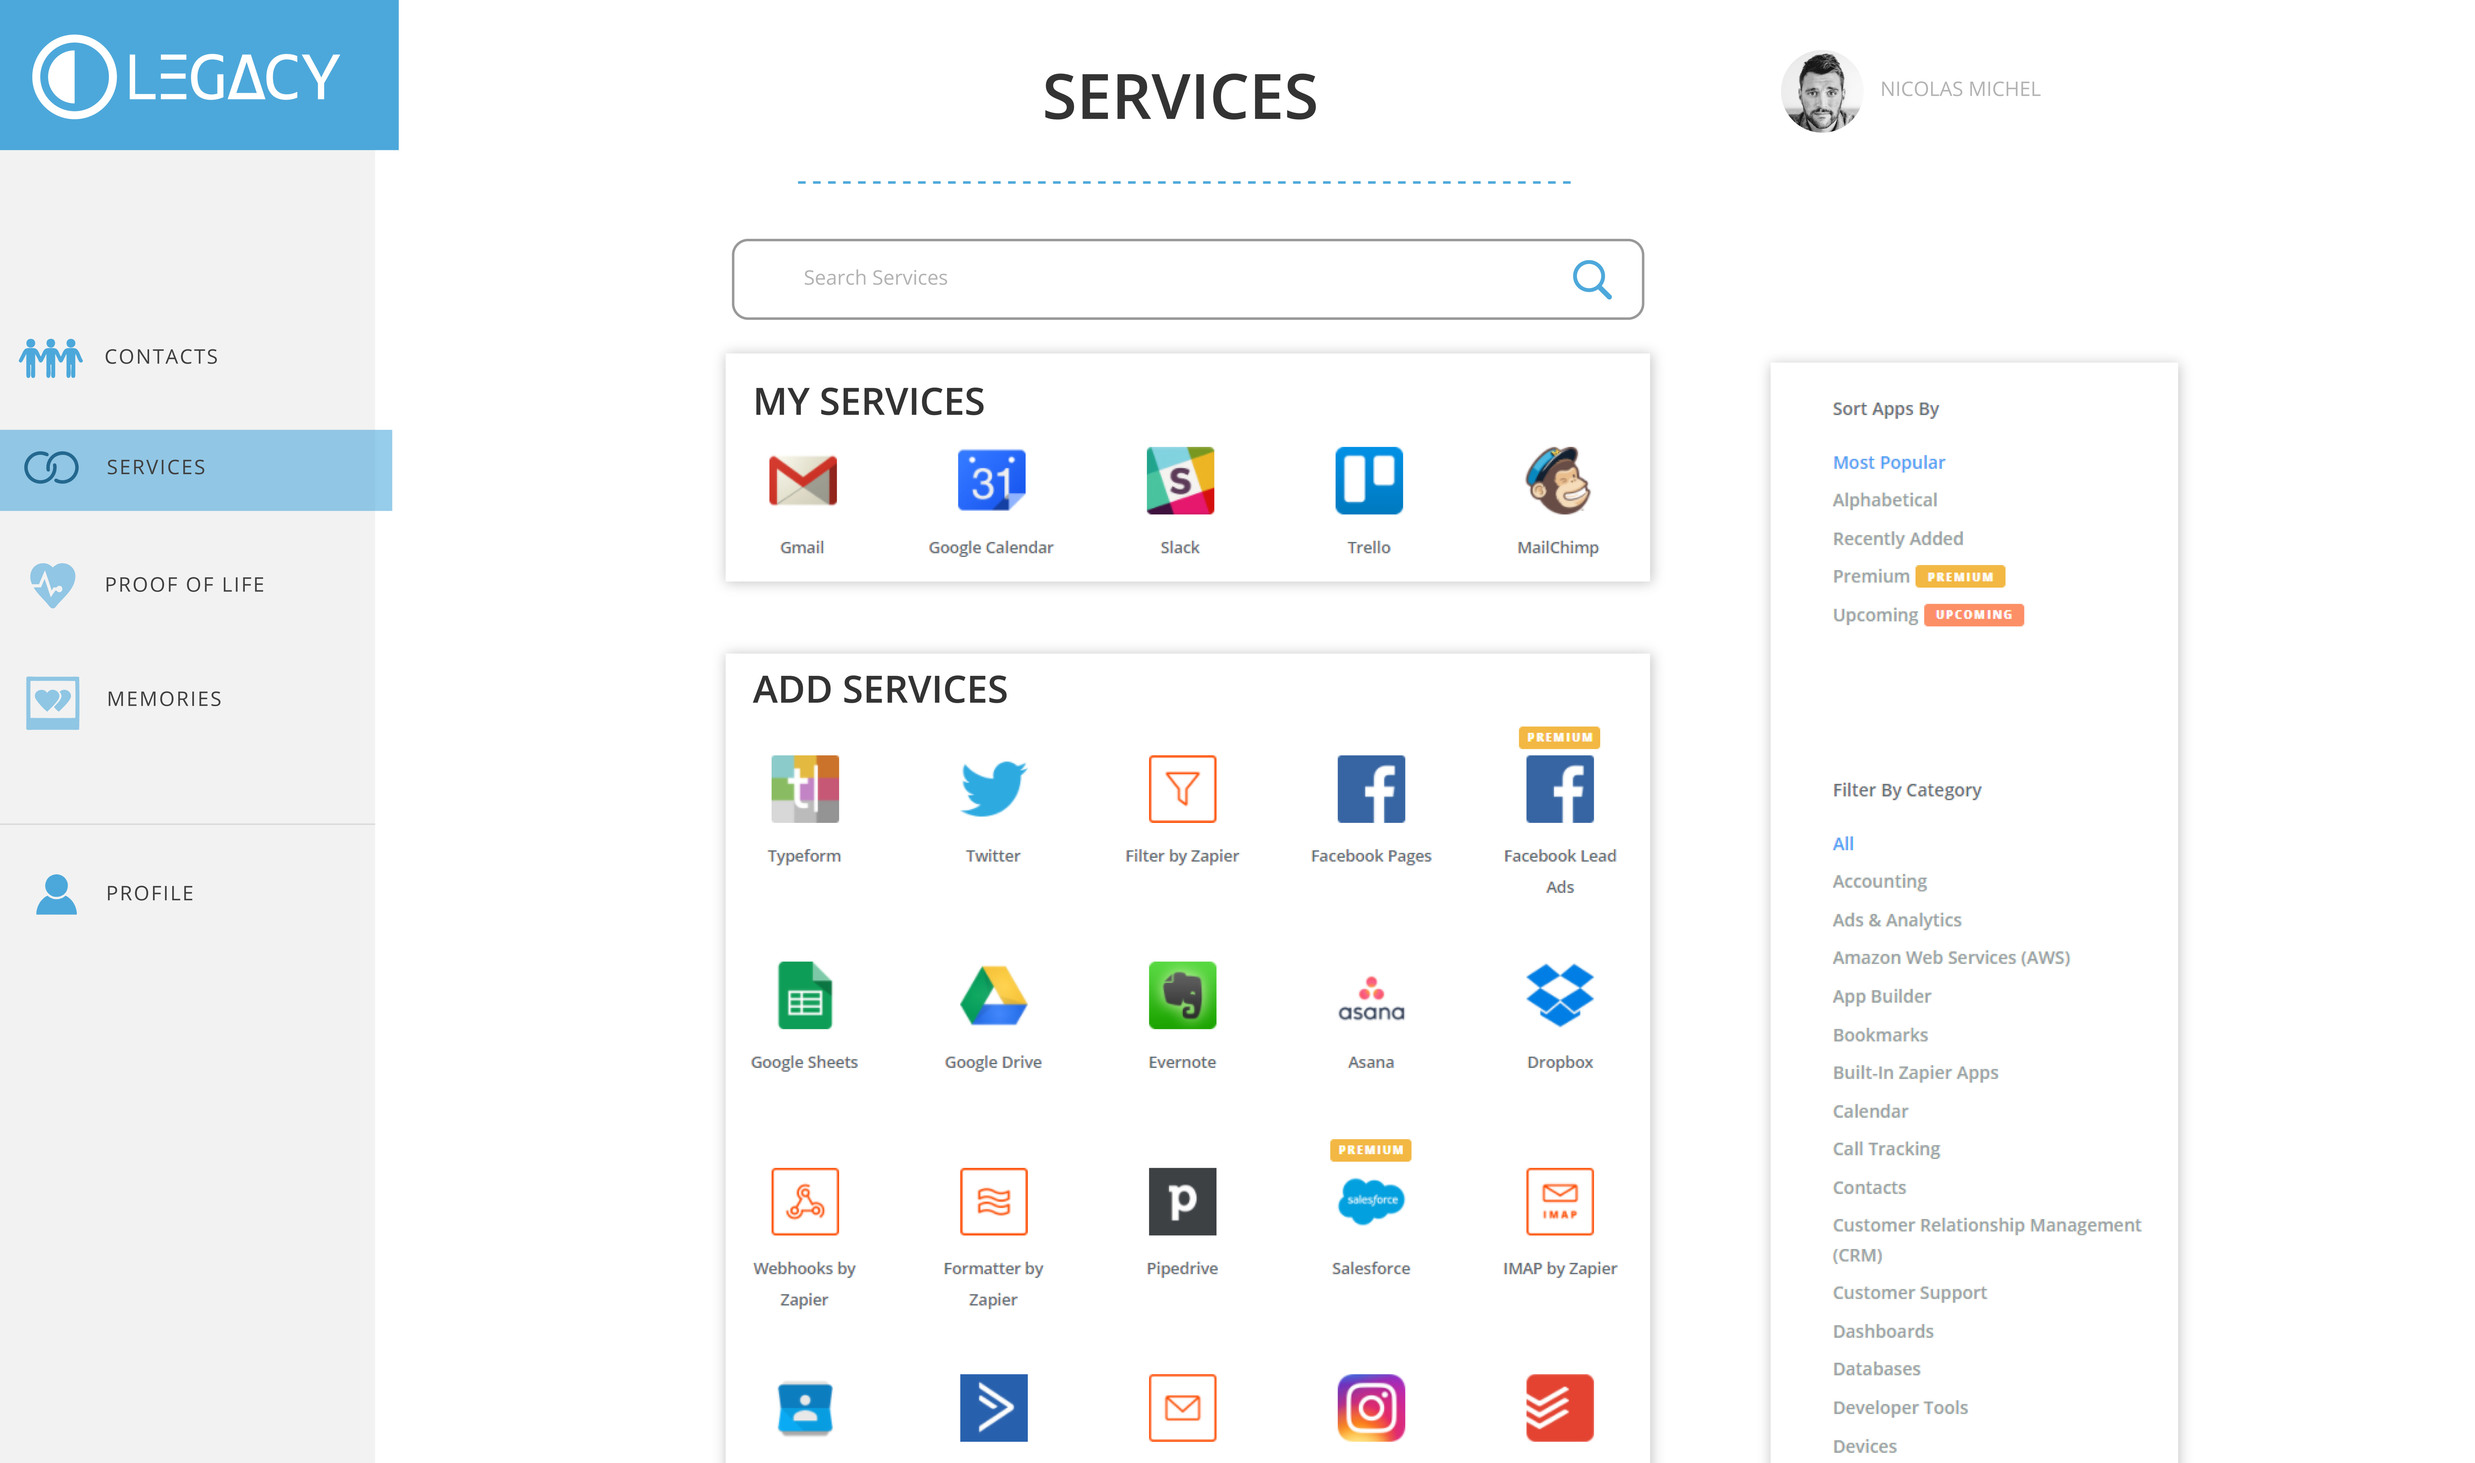 LEGACY
SERVICES
NICOLAS MICHEL
Search Services
CONTACTS
SERVICES
PROOF OF LIFE
MEMORIES
PROFILE
MY SERVICES
31
S
Gmail
Google Calendar
Slack
Trello
MailChimp
ADD SERVICES
PREMIUM
t
f
f
Typeform
Twitter
Filter by Zapier
Facebook Pages
Facebook Lead
Ads
asana
Google Sheets
Google Drive
Evernote
Asana
Dropbox
PREMIUM
p
salesforce
IMAP
Webhooks by
Zapier
Formatter by
Zapier
Pipedrive
Salesforce
IMAP by Zapier
Sort Apps By
Most Popular
Alphabetical
Recently Added
Premium PREMIUM
Upcoming UPCOMING
Filter By Category
All
Accounting
Ads & Analytics
Amazon Web Services (AWS)
App Builder
Bookmarks
Built-In Zapier Apps
Calendar
Call Tracking
Contacts
Customer Relationship Management
(CRM)
Customer Support
Dashboards
Databases
Developer Tools
Devices